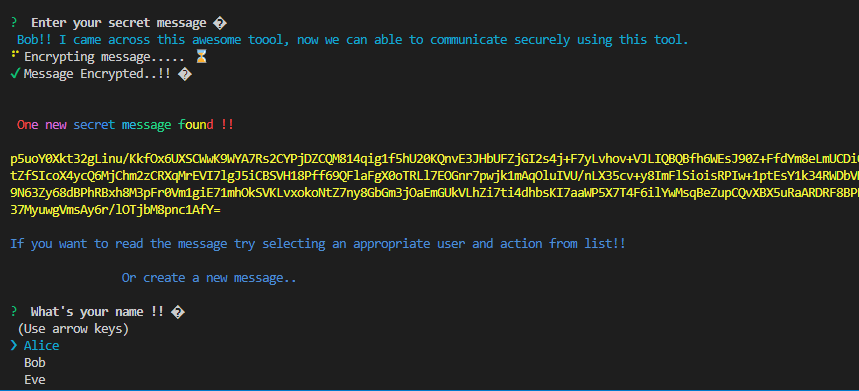 ? Enter your secret message �
Bob!! I came across this awesome toool, now we can able to communicate securely using this tool.
Encrypting message..... ⌛
✔ Message Encrypted..!! �
One new secret message found !!
p5uoY0Xkt32gLinu/KkfOx6UXSCWwK9WYA7Rs2CYPjDZCQM814qig1f5hU20KQnvE3JHbUFZjGI2s4j+F7yLvhov+VJLIQBQBfh6WEsJ90Z+FfdYm8eLmUCDi
tZfSIcoX4ycQ6MjChm2zCRXqMrEVI7lgJ5iCBSVH18Pff69QFlaFgX0oTRLl7EOGnr7pwjk1mAqOluIVU/nLX35cv+y8ImFlSioisRPIw+1ptEsY1k34RWDbV
9N63Zy68dBPhRBxh8M3pFr0Vm1giE71mhOkSVKLvxokoNtZ7ny8GbGm3jOaEmGUkVLhZi7ti4dhbsKI7aaWP5X7T4F6ilYwMsqBeZupCQvXBX5uRaARDRF8BP
37MyuwgVmsAy6r/lOTjbM8pnc1AfY=
If you want to read the message try selecting an appropriate user and action from list!!
Or create a new message..
? What's your name !! �
(Use arrow keys)
❯ Alice
Bob
Eve